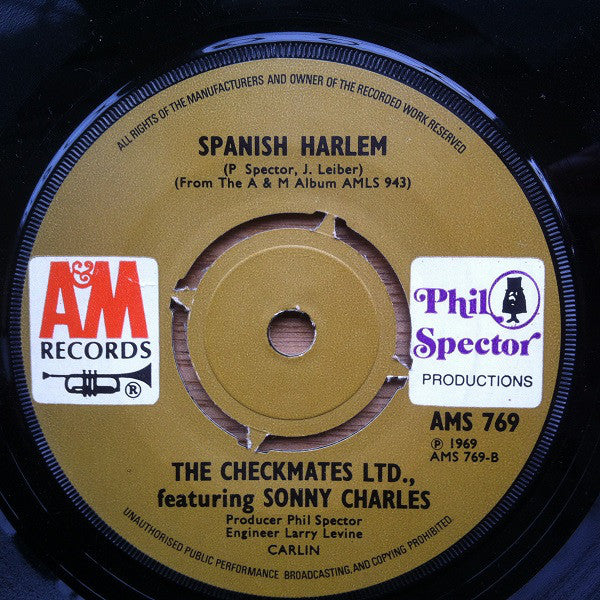 ALL RIGHTS OF THE MANUFACTURERS AND OWNER OF THE RECORDED WORK RESERVED
SPANISH HARLEM
(P Spector, J. Leiber)
(From The A & M Album AMLS 943)
A&M
RECORDS
®
Phil
Spector
PRODUCTIONS
AMS 769
℗ 1969
AMS 769-B
THE CHECKMATES LTD.,
featuring SONNY CHARLES
Producer Phil Spector
Engineer Larry Levine
CARLIN
UNAUTHORISED PUBLIC PERFORMANCE, BROADCASTING, AND COPYING PROHIBITED.